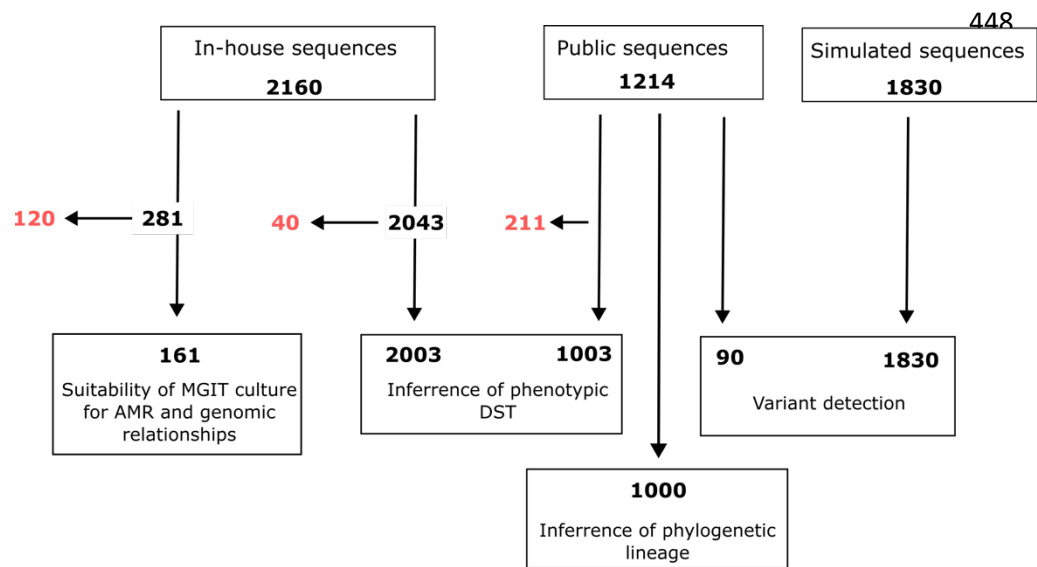 448
In-house sequences
2160
Public sequences
1214
Simulated sequences
1830
120
281
40
2043
211
161
Suitability of MGIT culture
for AMR and genomic
relationships
2003 1003
Inferrence of phenotypic
DST
90 1830
Variant detection
1000
Inferrence of phylogenetic
lineage